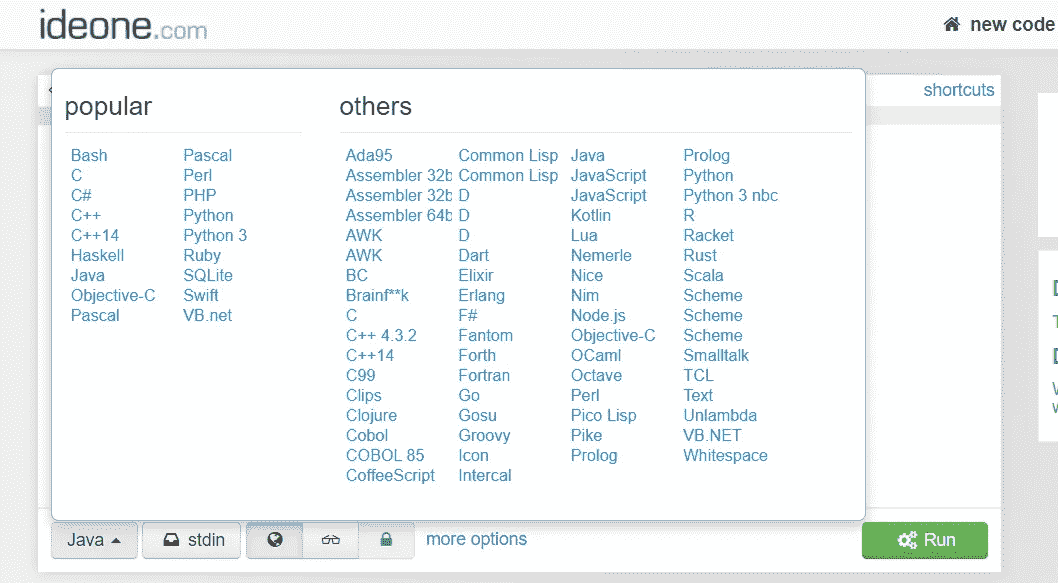 ideone.com
new code
shortcuts
popular
Bash
C
C#
C++
C++14
Haskell
Java
Objective-C
Pascal
Pascal
Perl
PHP
Python
Python 3
Ruby
SQLite
Swift
VB.net
others
Ada95
Assembler 32b
Assembler 32b
Assembler 64b
AWK
AWK
BC
Brainf**k
C
C++ 4.3.2
C++14
C99
Clips
Clojure
Cobol
COBOL 85
CoffeeScript
Common Lisp
Common Lisp
D
D
D
Dart
Elixir
Erlang
F#
Fantom
Forth
Fortran
Go
Gosu
Groovy
Icon
Intercal
Java
JavaScript
JavaScript
Kotlin
Lua
Nemerle
Nice
Nim
Node.js
Objective-C
OCaml
Octave
Perl
Pico Lisp
Pike
Prolog
Prolog
Python
Python 3 nbc
R
Racket
Rust
Scala
Scheme
Scheme
Scheme
Smalltalk
TCL
Text
Unlambda
VB.NET
Whitespace
Java
stdin
more options
Run